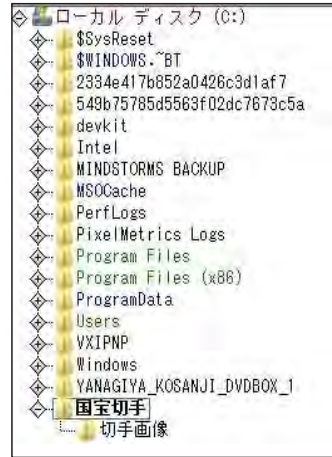 ローカル ディスク (C:)
$SysReset
$WINDOWS.~BT
2334e417b852a0426c3d1af7
549b75785d5563f02dc7673c5a
devkit
Intel
MINDSTORMS BACKUP
MSOCache
PerfLogs
PixelMetrics Logs
Program Files
Program Files (x86)
ProgramData
Users
VXIPNP
Windows
YANAGIYA_KOSANJI_DVDBOX_1
国宝切手
切手画像